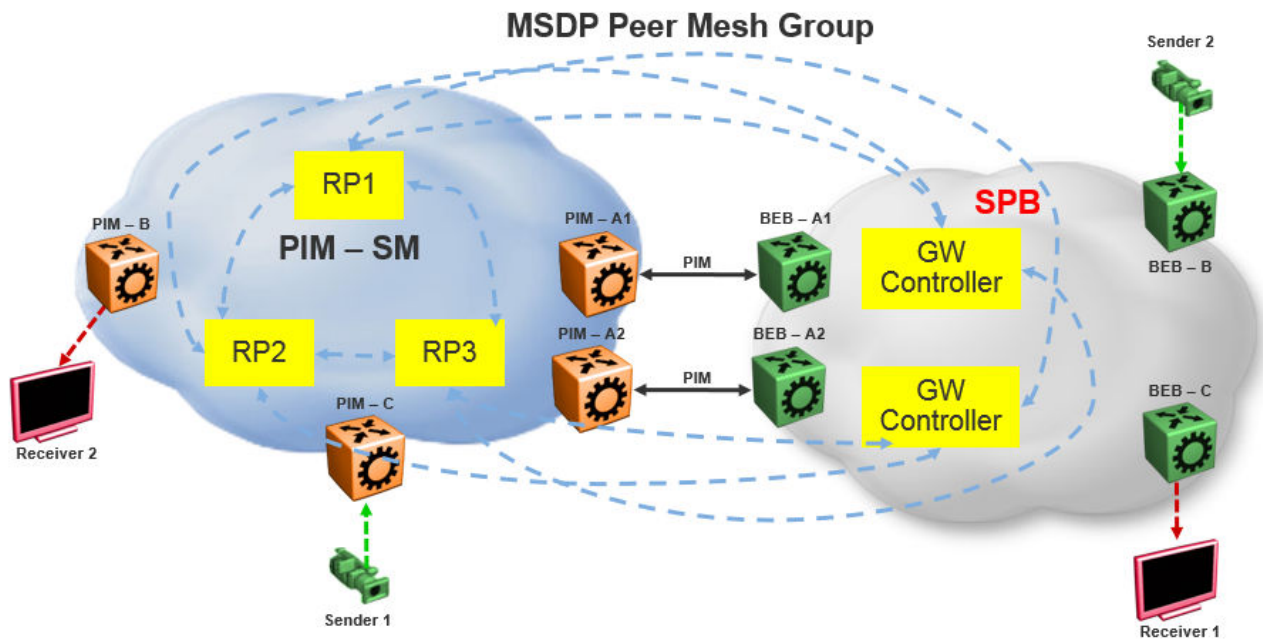 MSDP Peer Mesh Group
Sender 2
RP1
SPB
PIM – B
PIM – A1
BEB – A1
PIM – SM
PIM
GW
Controller
BEB – B
RP2
RP3
PIM – A2
BEB – A2
PIM
GW
Controller
BEB – C
PIM – C
Receiver 2
Sender 1
Receiver 1